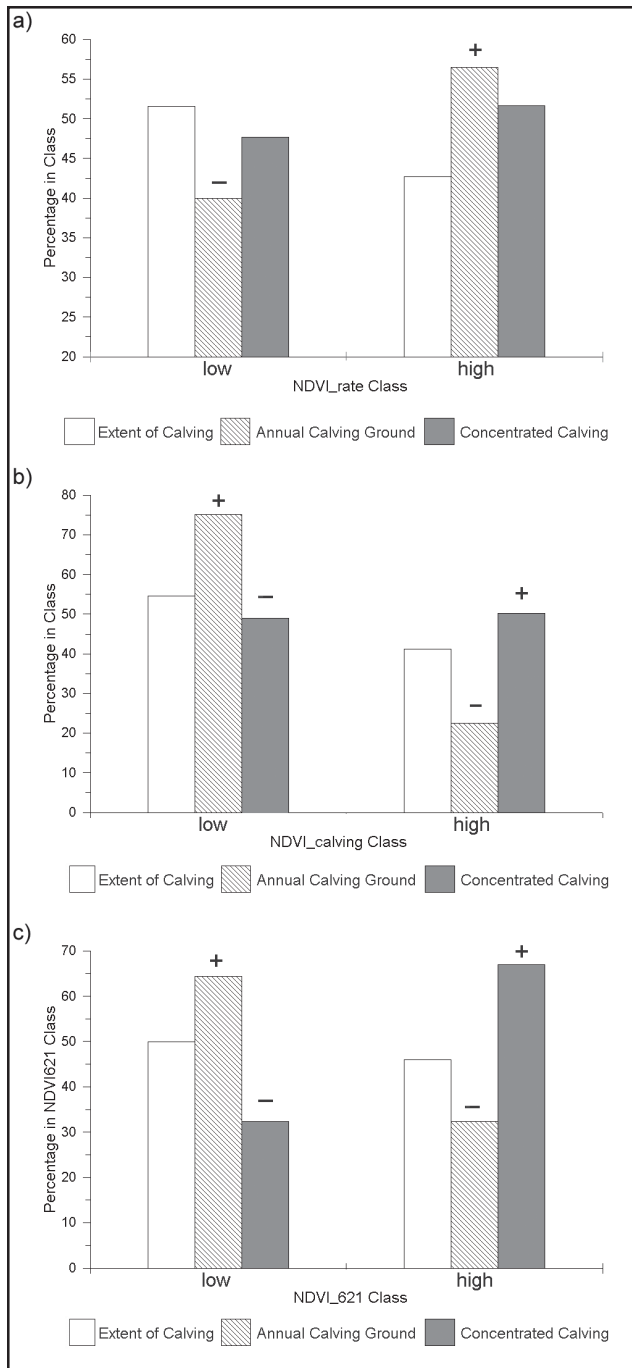 a)
Percentage in Class
60
55
50
45
40
35
30
25
20
+
−
low
high
NDVI_rate Class
Extent of Calving
Annual Calving Ground
Concentrated Calving
b)
Percentage in Class
80
70
60
50
40
30
20
10
0
+
−
+
−
low
high
NDVI_calving Class
Extent of Calving
Annual Calving Ground
Concentrated Calving
c)
Percentage in NDVI621 Class
70
60
50
40
30
20
10
0
+
+
−
−
low
high
NDVI_621 Class
Extent of Calving
Annual Calving Ground
Concentrated Calving